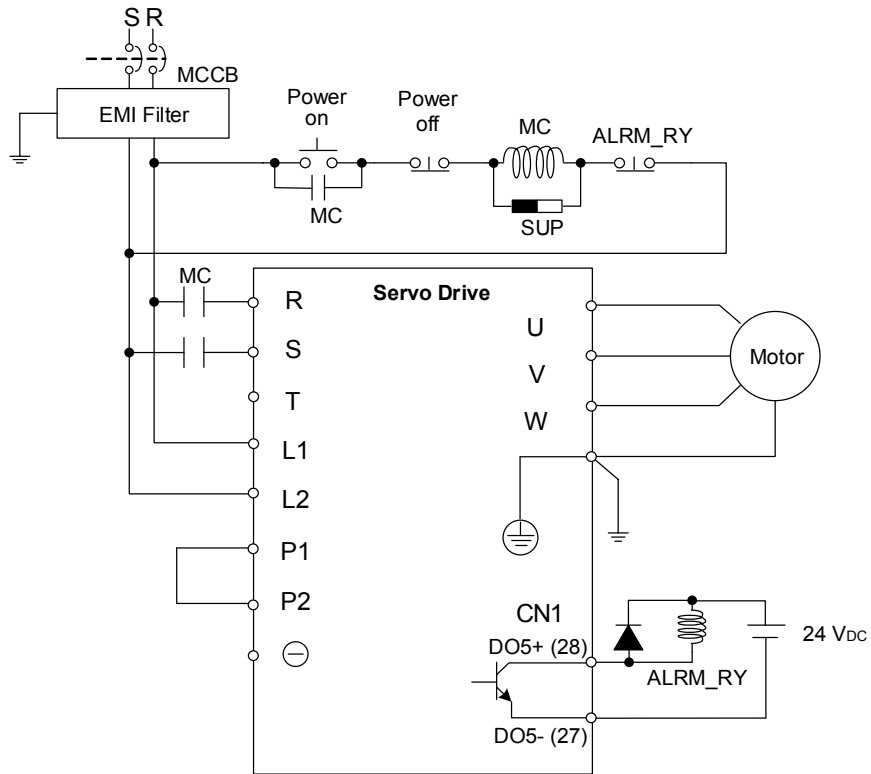 S R
MCCB
EMI Filter
Power on
Power off
MC
ALRM_RY
MC
SUP
MC
Servo Drive
R
S
T
L1
L2
P1
P2
U
V
W
Motor
CN1
DO5+ (28)
DO5- (27)
ALRM_RY
24 VDC